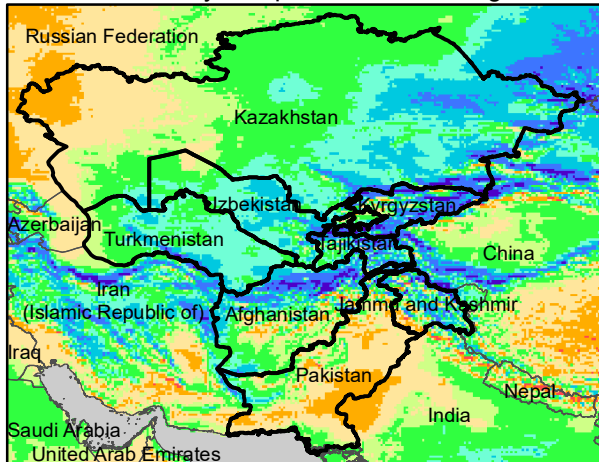 Russian Federation
Kazakhstan
Uzbekistan
Kyrgyzstan
Azerbaijan
Turkmenistan
Tajikistan
China
Iran
(Islamic Republic of)
Jammu and Kashmir
Afghanistan
Iraq
Pakistan
Nepal
India
Saudi Arabia
United Arab Emirates